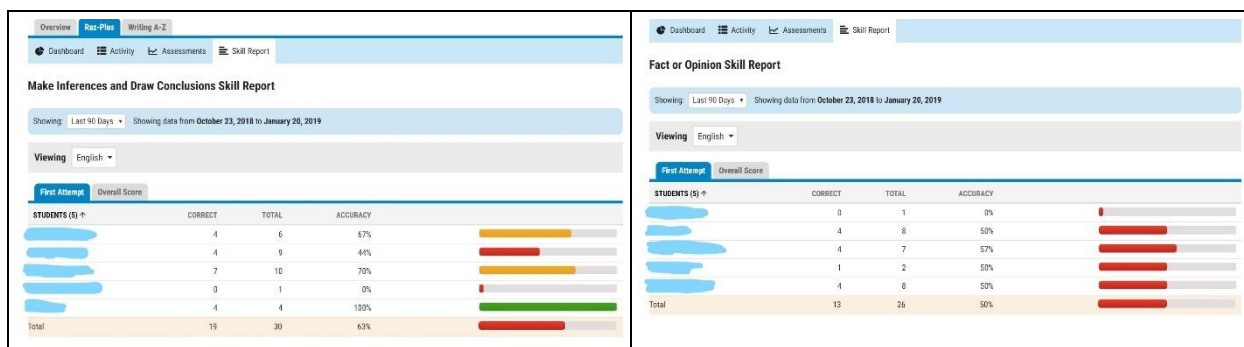 Overview Raz-Plus Writing A-Z
Dashboard Activity Assessments Skill Report
Make Inferences and Draw Conclusions Skill Report
Showing: Last 90 Days Showing data from October 23, 2018 to January 20, 2019
Viewing English
First Attempt Overall Score
STUDENTS (5) ↑ CORRECT TOTAL ACCURACY
4 6 67%
4 9 44%
7 10 70%
0 1 0%
4 4 100%
Total 19 30 63%
Dashboard Activity Assessments Skill Report
Fact or Opinion Skill Report
Showing: Last 90 Days Showing data from October 23, 2018 to January 20, 2019
Viewing English
First Attempt Overall Score
STUDENTS (5) ↑ CORRECT TOTAL ACCURACY
0 1 0%
4 8 50%
4 7 57%
1 2 50%
4 8 50%
Total 13 26 50%